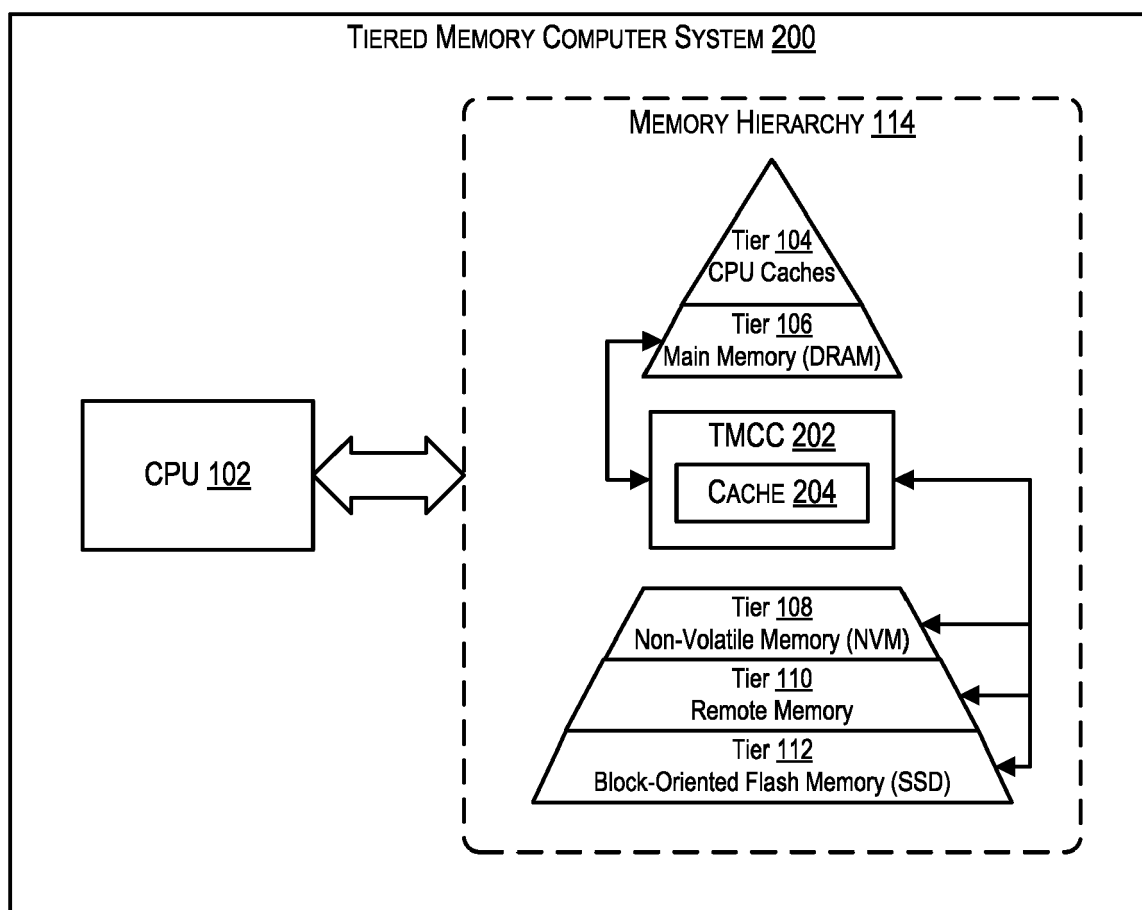 TIERED MEMORY COMPUTER SYSTEM 200
MEMORY HIERARCHY 114
Tier 104
CPU Caches
Tier 106
Main Memory (DRAM)
CPU 102
TMCC 202
CACHE 204
Tier 108
Non-Volatile Memory (NVM)
Tier 110
Remote Memory
Tier 112
Block-Oriented Flash Memory (SSD)